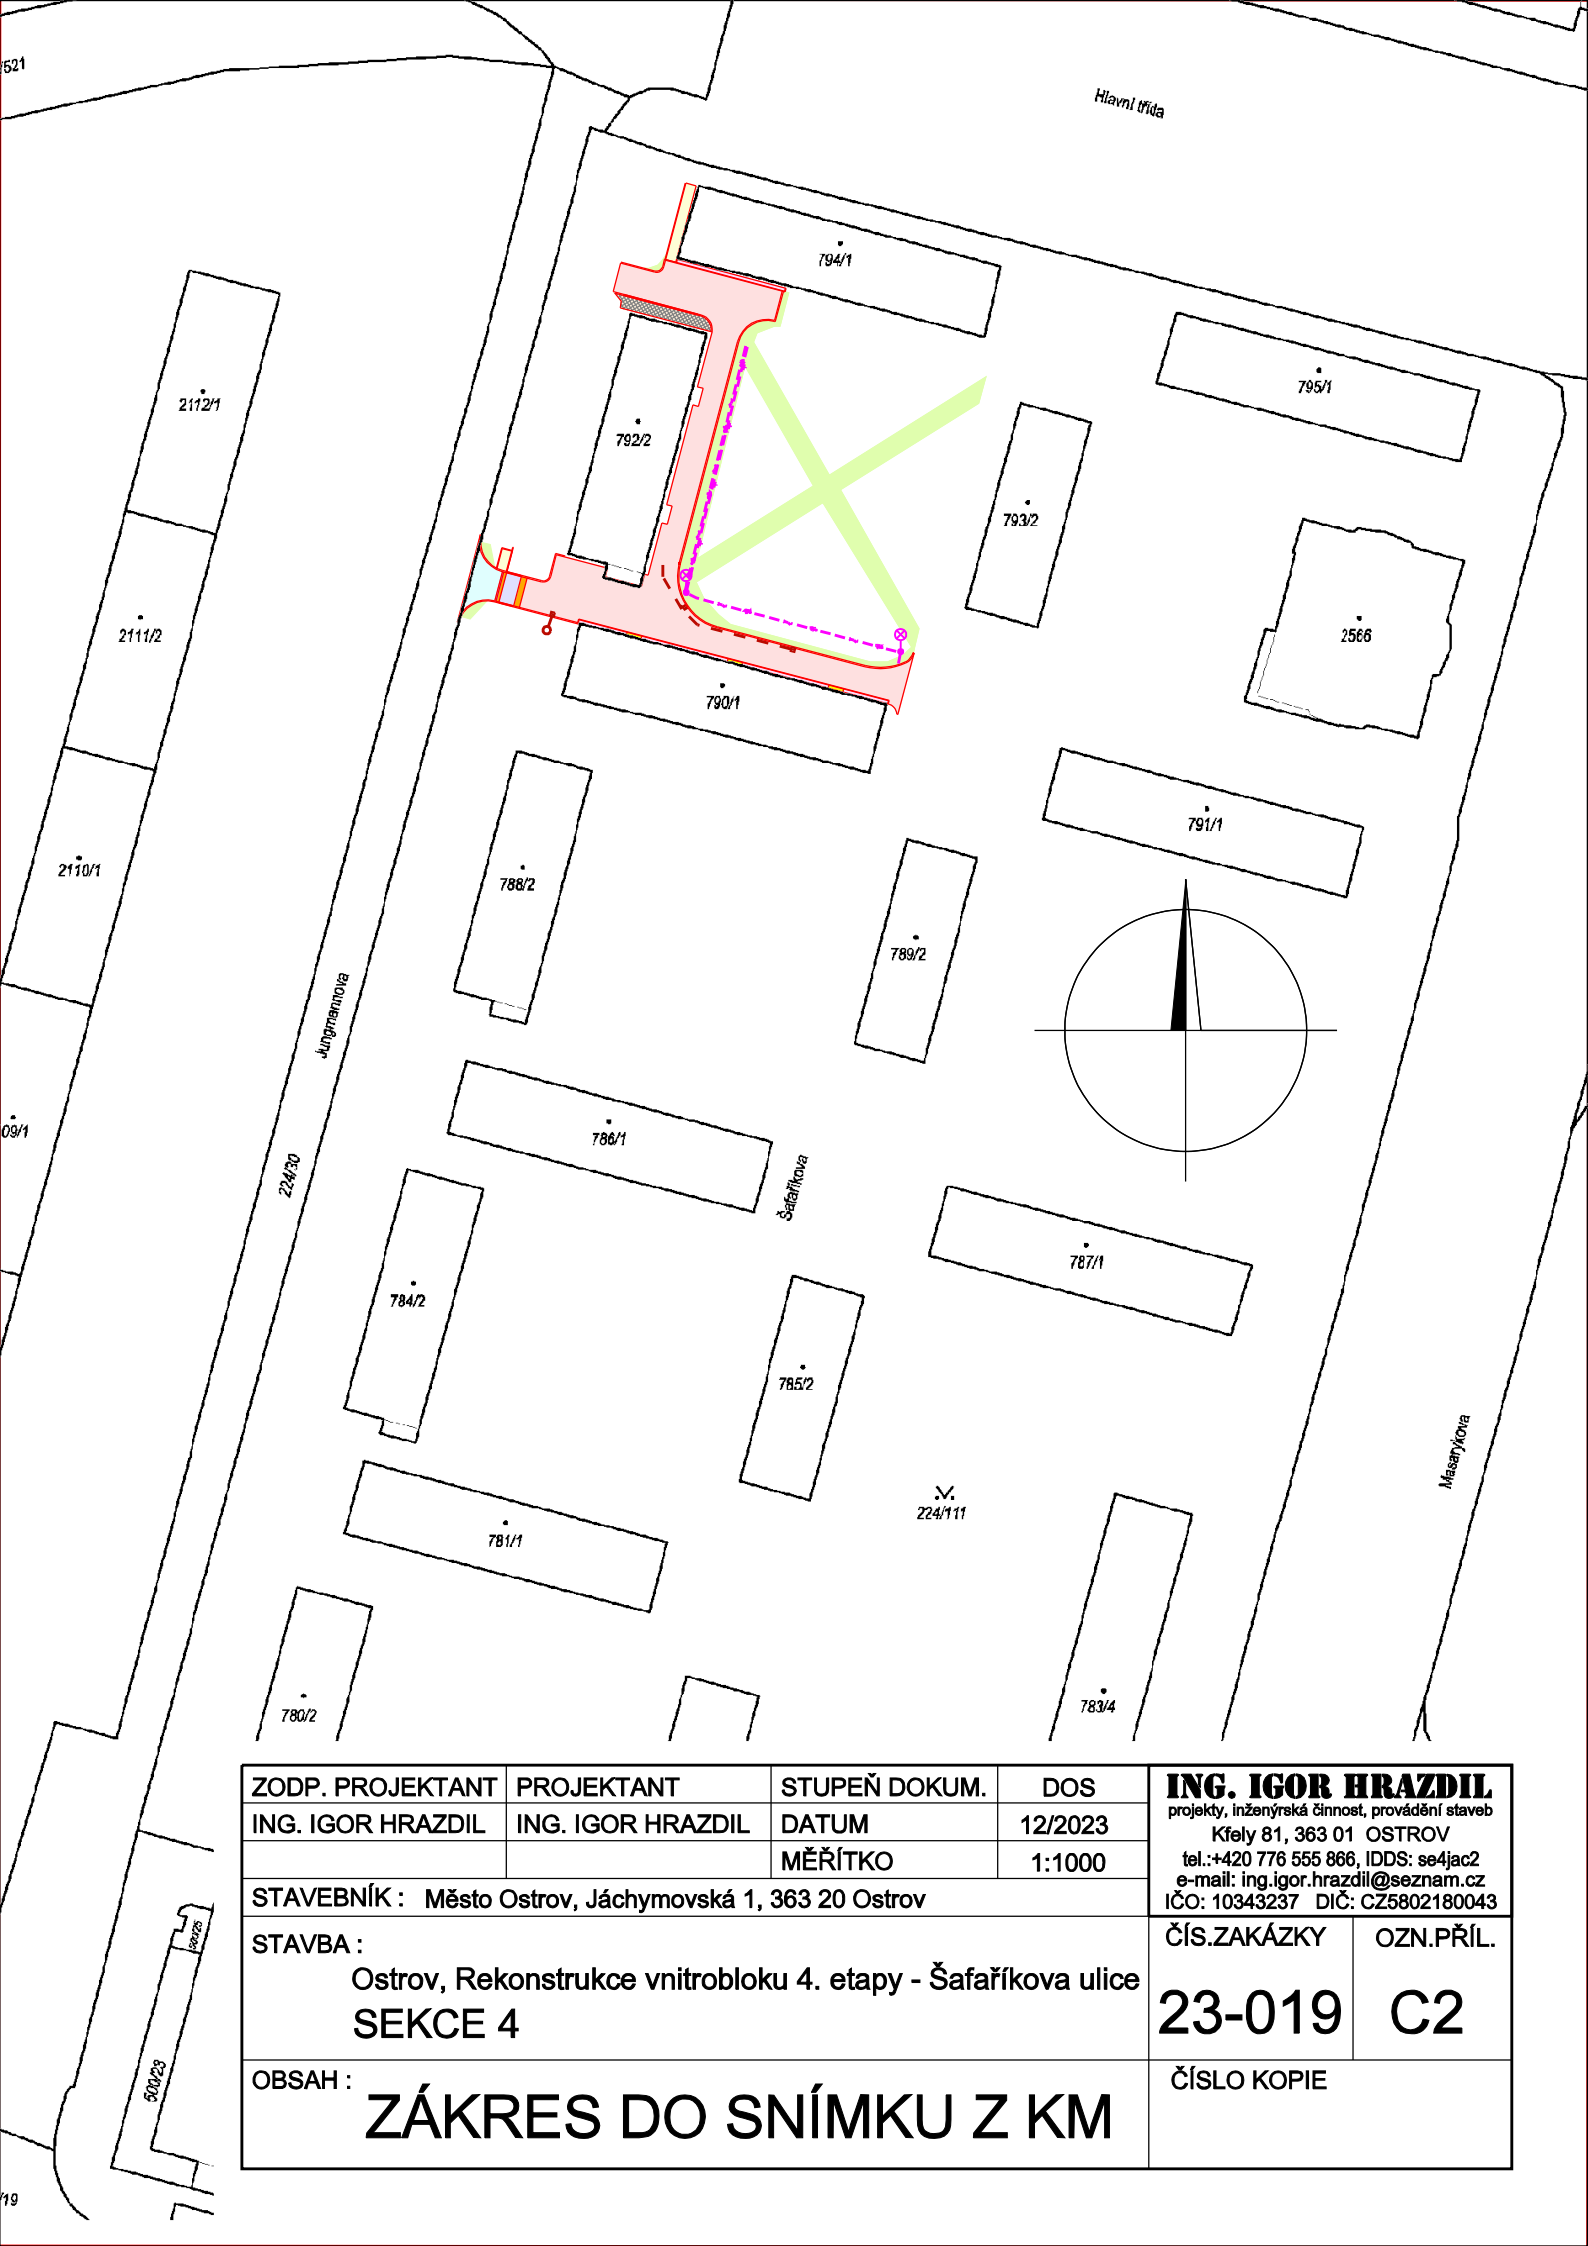 /521
Hlavní třída
794/1
795/1
2112/1
792/2
793/2
2111/2
2566
790/1
791/1
2110/1
788/2
789/2
Jungmannova
09/1
786/1
224/30
Šafaříkova
787/1
784/2
785/2
Masarykova
224/111
781/1
780/2
783/4
500/25
500/23
/19
ZODP. PROJEKTANT PROJEKTANT STUPEŇ DOKUM. DOS
ING. IGOR HRAZDIL ING. IGOR HRAZDIL DATUM 12/2023
MĚŘÍTKO 1:1000
STAVEBNÍK : Město Ostrov, Jáchymovská 1, 363 20 Ostrov
ING. IGOR HRAZDIL
projekty, inženýrská činnost, provádění staveb
Kfely 81, 363 01 OSTROV
tel.:+420 776 555 866, IDDS: se4jac2
e-mail: ing.igor.hrazdil@seznam.cz
IČO: 10343237 DIČ: CZ5802180043
STAVBA :
Ostrov, Rekonstrukce vnitrobloku 4. etapy - Šafaříkova ulice
SEKCE 4
ČÍS.ZAKÁZKY OZN.PŘÍL.
23-019 C2
OBSAH :
ZÁKRES DO SNÍMKU Z KM
ČÍSLO KOPIE